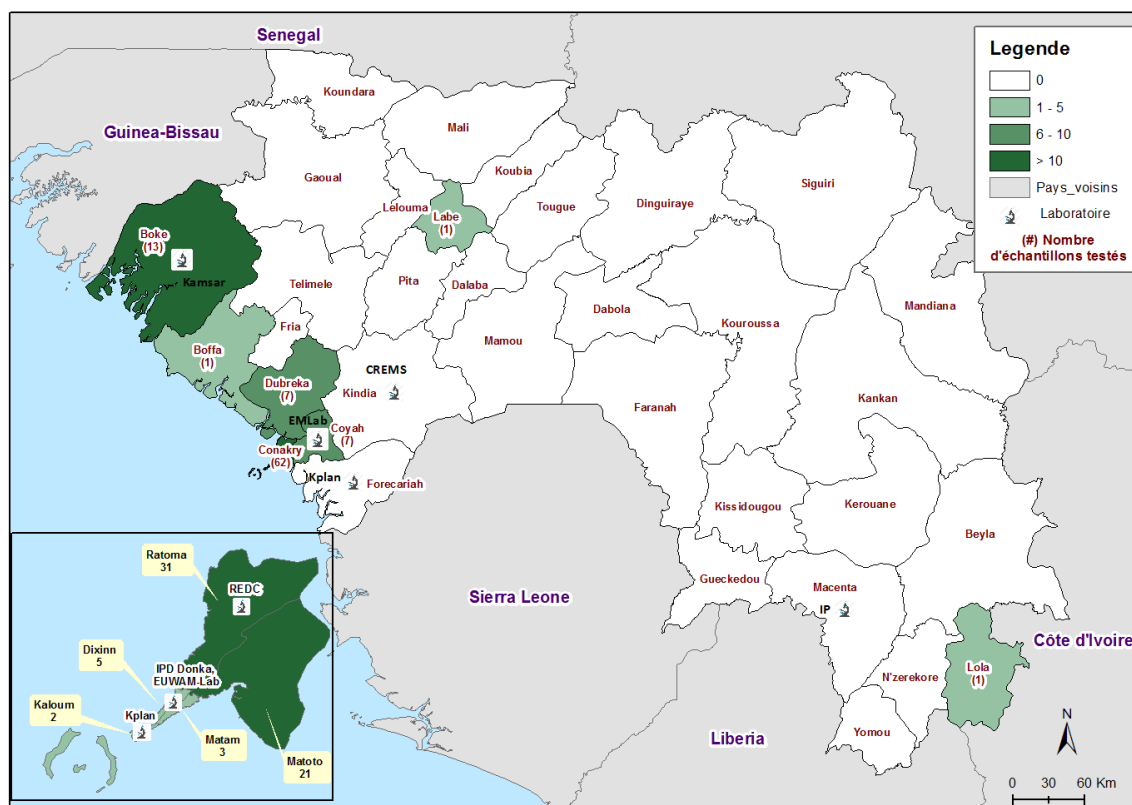 Senegal
Guinea-Bissau
Koundara
Mali
Gaoual
Koubia
Lelouma
Labe
(1)
Tougue
Dinguiraye
Siguiri
Boke
(13)
Kamsar
Telimele
Pita
Dalaba
Dabola
Mandiana
Fria
Mamou
Kouroussa
Boffa
(1)
CREMS
Kindia
Dubreka
(7)
Kankan
Faranah
EMLab
Coyah
(7)
Conakry
(62)
Kplan
Forecariah
Kissidougou
Kerouane
Beyla
Gueckedou
Macenta
IP
Sierra Leone
Côte d'Ivoire
Lola
(1)
N'zerekore
Yomou
Liberia
Legende
0
1 - 5
6 - 10
> 10
Pays_voisins
Laboratoire
(#) Nombre
d'échantillons testés
Ratoma
31
REDC
Dixinn
5
IPD Donka,
EUWAM-Lab
Kaloum
2
Kplan
Matam
3
Matoto
21
N
0 30 60 Km